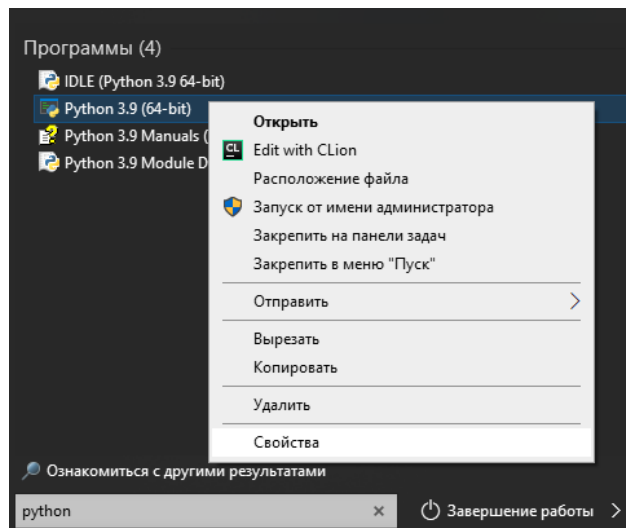 Программы (4)
IDLE (Python 3.9 64-bit)
Python 3.9 (64-bit)
Python 3.9 Manuals (
Python 3.9 Module D
Открыть
Edit with CLion
Расположение файла
Запуск от имени администратора
Закрепить на панели задач
Закрепить в меню "Пуск"
Отправить
Вырезать
Копировать
Удалить
Свойства
Ознакомиться с другими результатами
python
Завершение работы